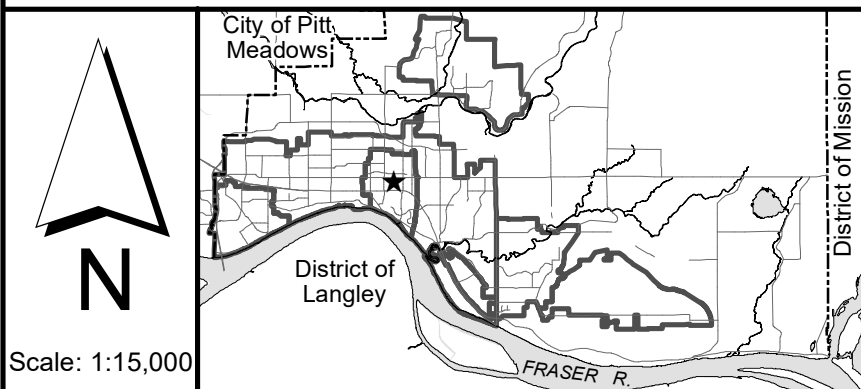 City of Pitt
Meadows
District of Mission
District of
Langley
N
Scale: 1:15,000
FRASER R.